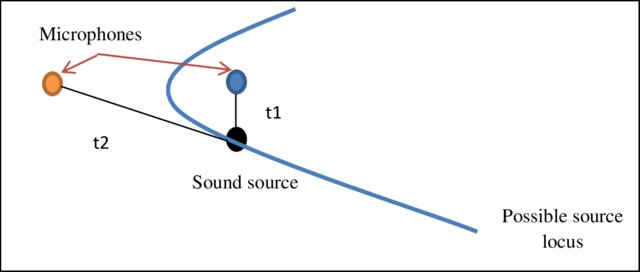 Microphones
t1
t2
Sound source
Possible source
locus